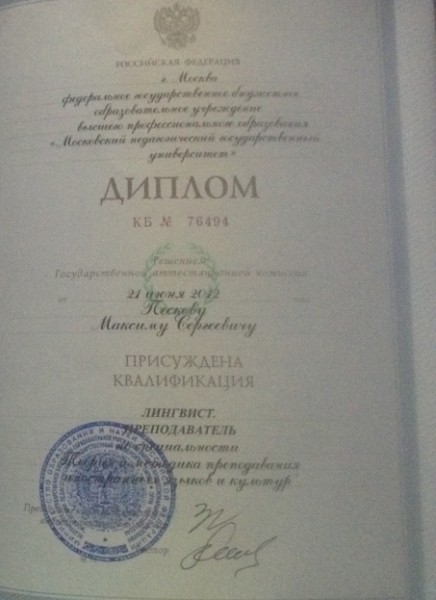 РОССИЙСКАЯ ФЕДЕРАЦИЯ
г. Москва
федеральное государственное бюджетное
образовательное учреждение
высшего профессионального образования
«Московский педагогический государственный
университет»
ДИПЛОМ
КБ № 76494
Решением
Государственной аттестационной комиссии
от 21 июня 2012
Пескову
Максиму Сергеевичу
ПРИСУЖДЕНА
КВАЛИФИКАЦИЯ
ЛИНГВИСТ.
ПРЕПОДАВАТЕЛЬ
специальности
Теория и методика преподавания
иностранных языков и культур"